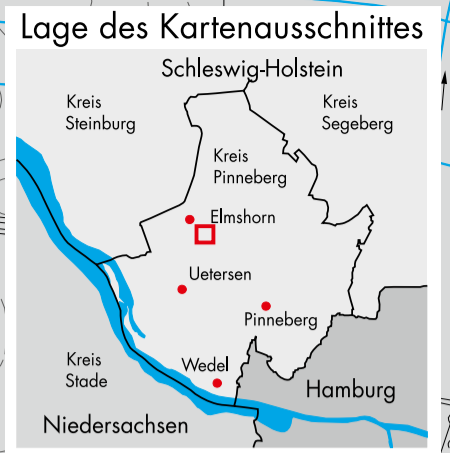 Lage des Kartenausschnittes
Schleswig-Holstein
Kreis
Steinburg
Kreis
Segeberg
Kreis
Pinneberg
Elmshorn
Uetersen
Pinneberg
Kreis
Stade
Wedel
Hamburg
Niedersachsen